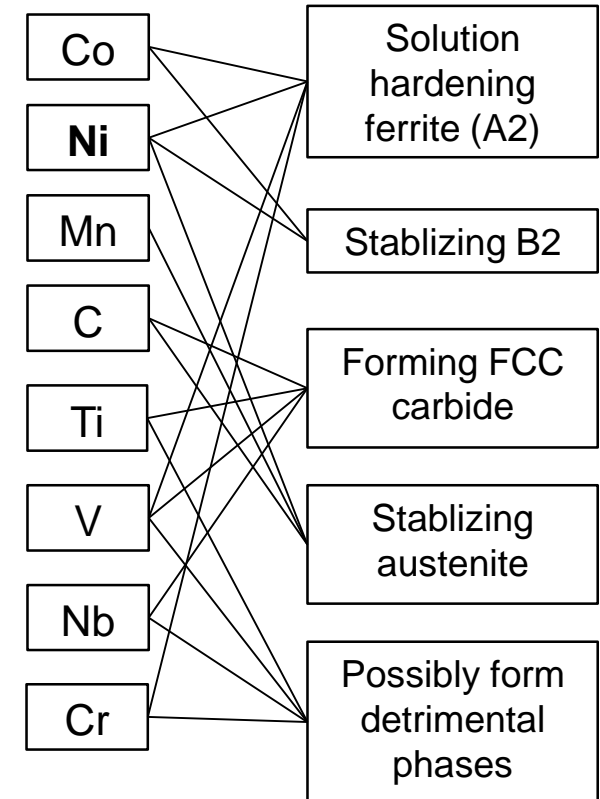 Co
Ni
Mn
C
Ti
V
Nb
Cr
Solution
hardening
ferrite (A2)
Stablizing B2
Forming FCC
carbide
Stablizing
austenite
Possibly form
detrimental
phases